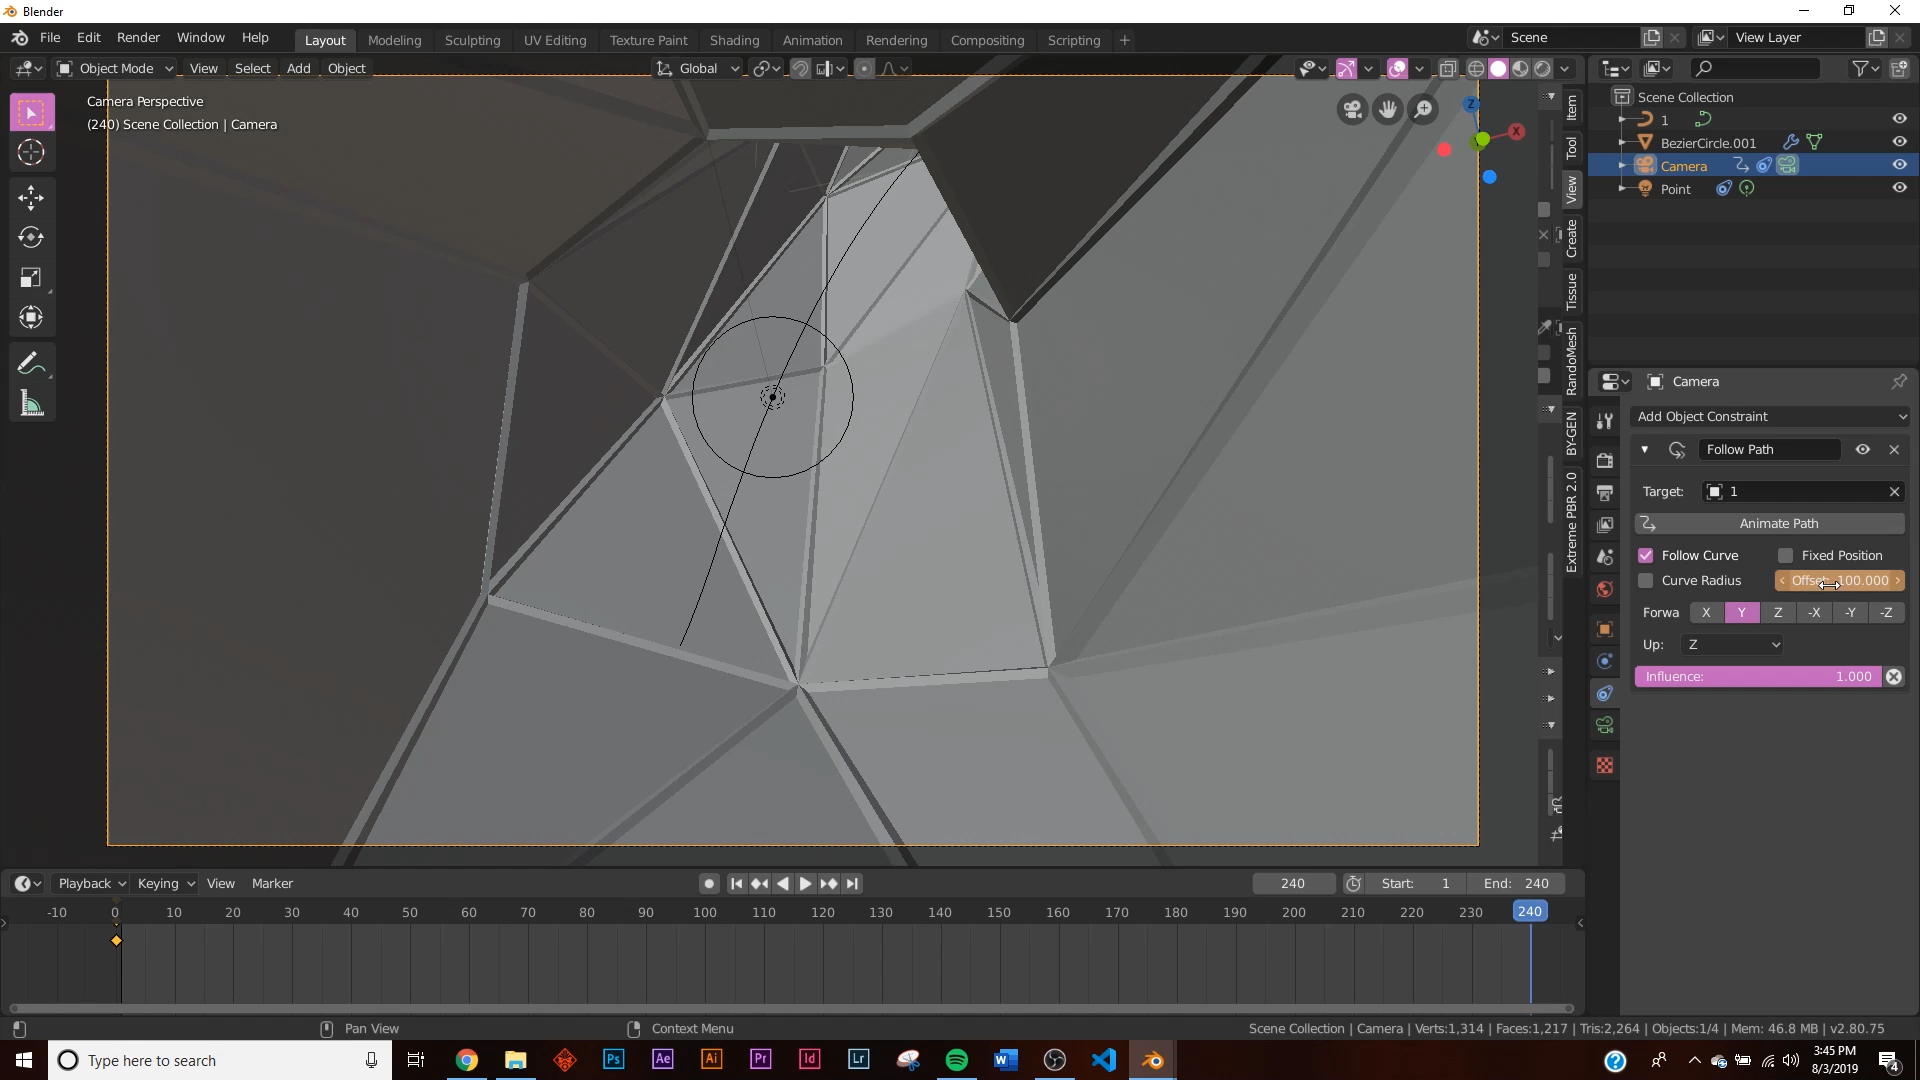 Blender
File Edit Render Window Help
Layout Modeling Sculpting UV Editing Texture Paint Shading Animation Rendering Compositing Scripting +
Scene
View Layer
Object Mode View Select Add Object
Global
Camera Perspective
(240) Scene Collection | Camera
Z
X
Item
Tool
View
Create
Tissue
RandoMesh
BY-GEN
Extreme PBR 2.0
Scene Collection
1
BezierCircle.001
Camera
Point
Camera
Add Object Constraint
Follow Path
Target: 1
Animate Path
Follow Curve Fixed Position
Curve Radius Offset: 100.000
Forwa X Y Z -X -Y -Z
Up: Z
Influence: 1.000
Playback Keying View Marker
240 Start: 1 End: 240
-10 0 10 20 30 40 50 60 70 80 90 100 110 120 130 140 150 160 170 180 190 200 210 220 230 240
Pan View Context Menu
Scene Collection | Camera | Verts:1,314 | Faces:1,217 | Tris:2,264 | Objects:1/4 | Mem: 46.8 MB | v2.80.75
Type here to search
Ps Ae Ai Pr Id Lr W
3:45 PM
8/3/2019
4